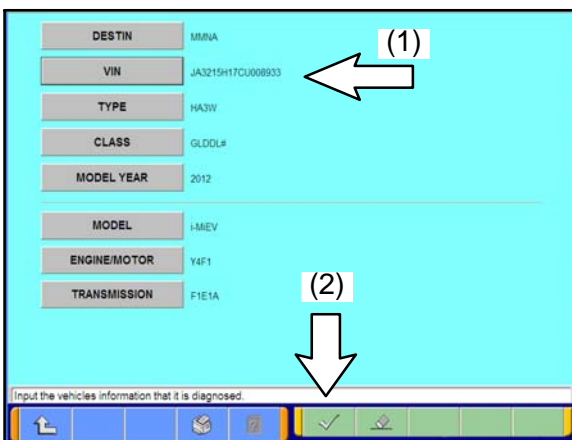 DESTIN MMNA
(1)
VIN JA3215H17CU008933
TYPE HA3W
CLASS GLDDL#
MODEL YEAR 2012
MODEL i-MiEV
ENGINE/MOTOR Y4F1
TRANSMISSION F1E1A
(2)
Input the vehicles information that it is diagnosed.